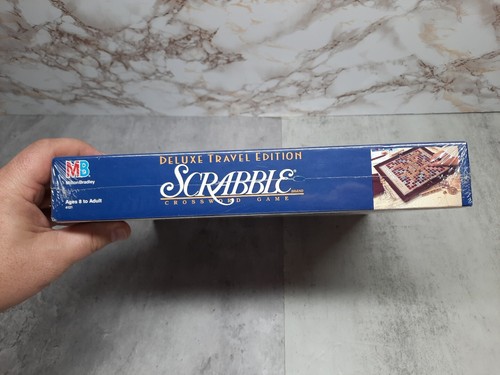 MB
Milton Bradley
Ages 8 to Adult
DELUXE TRAVEL EDITION
SCRABBLE
CROSSWORD GAME